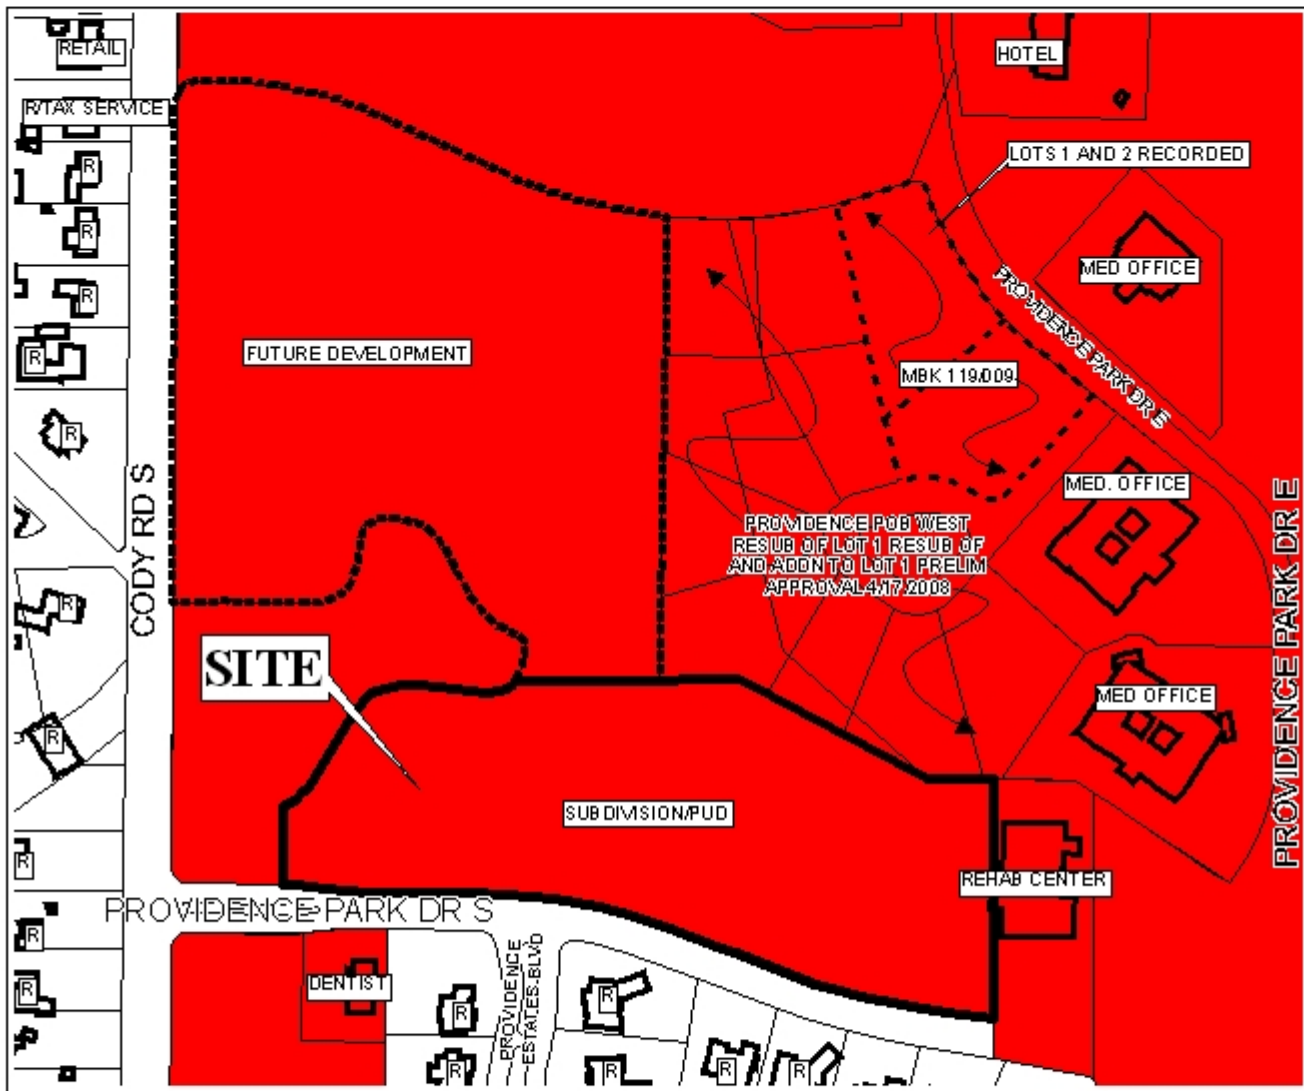 RETAIL
HOTEL
R/TAX SERVICE
LOTS 1 AND 2 RECORDED
R
R
MED OFFICE
R
PROVIDENCE PARK DR E
FUTURE DEVELOPMENT
R
MBK 119/009
R
CODY RD S
MED. OFFICE
PROVIDENCE PARK DR E
PROVIDENCE POB WEST
RESUB OF LOT 1 RESUB OF
AND ADDN TO LOT 1 PRELIM
APPROVAL 4/17/2008
R
SITE
MED OFFICE
R
SUBDIVISION/PUD
R
REHAB CENTER
PROVIDENCE PARK DR S
R
PROVIDENCE
ESTATES BLVD
DENTIST
R
R
R
R
R
R
R